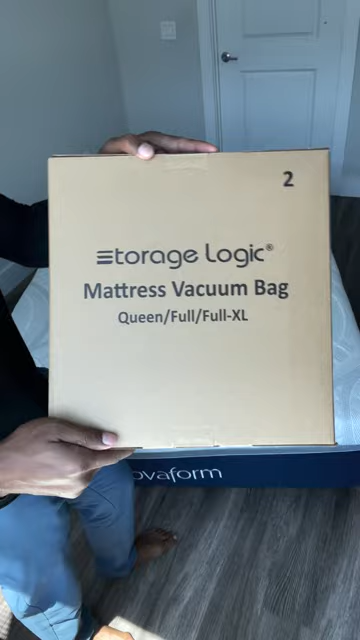 2
Storage Logic®
Mattress Vacuum Bag
Queen/Full/Full-XL
ovaform